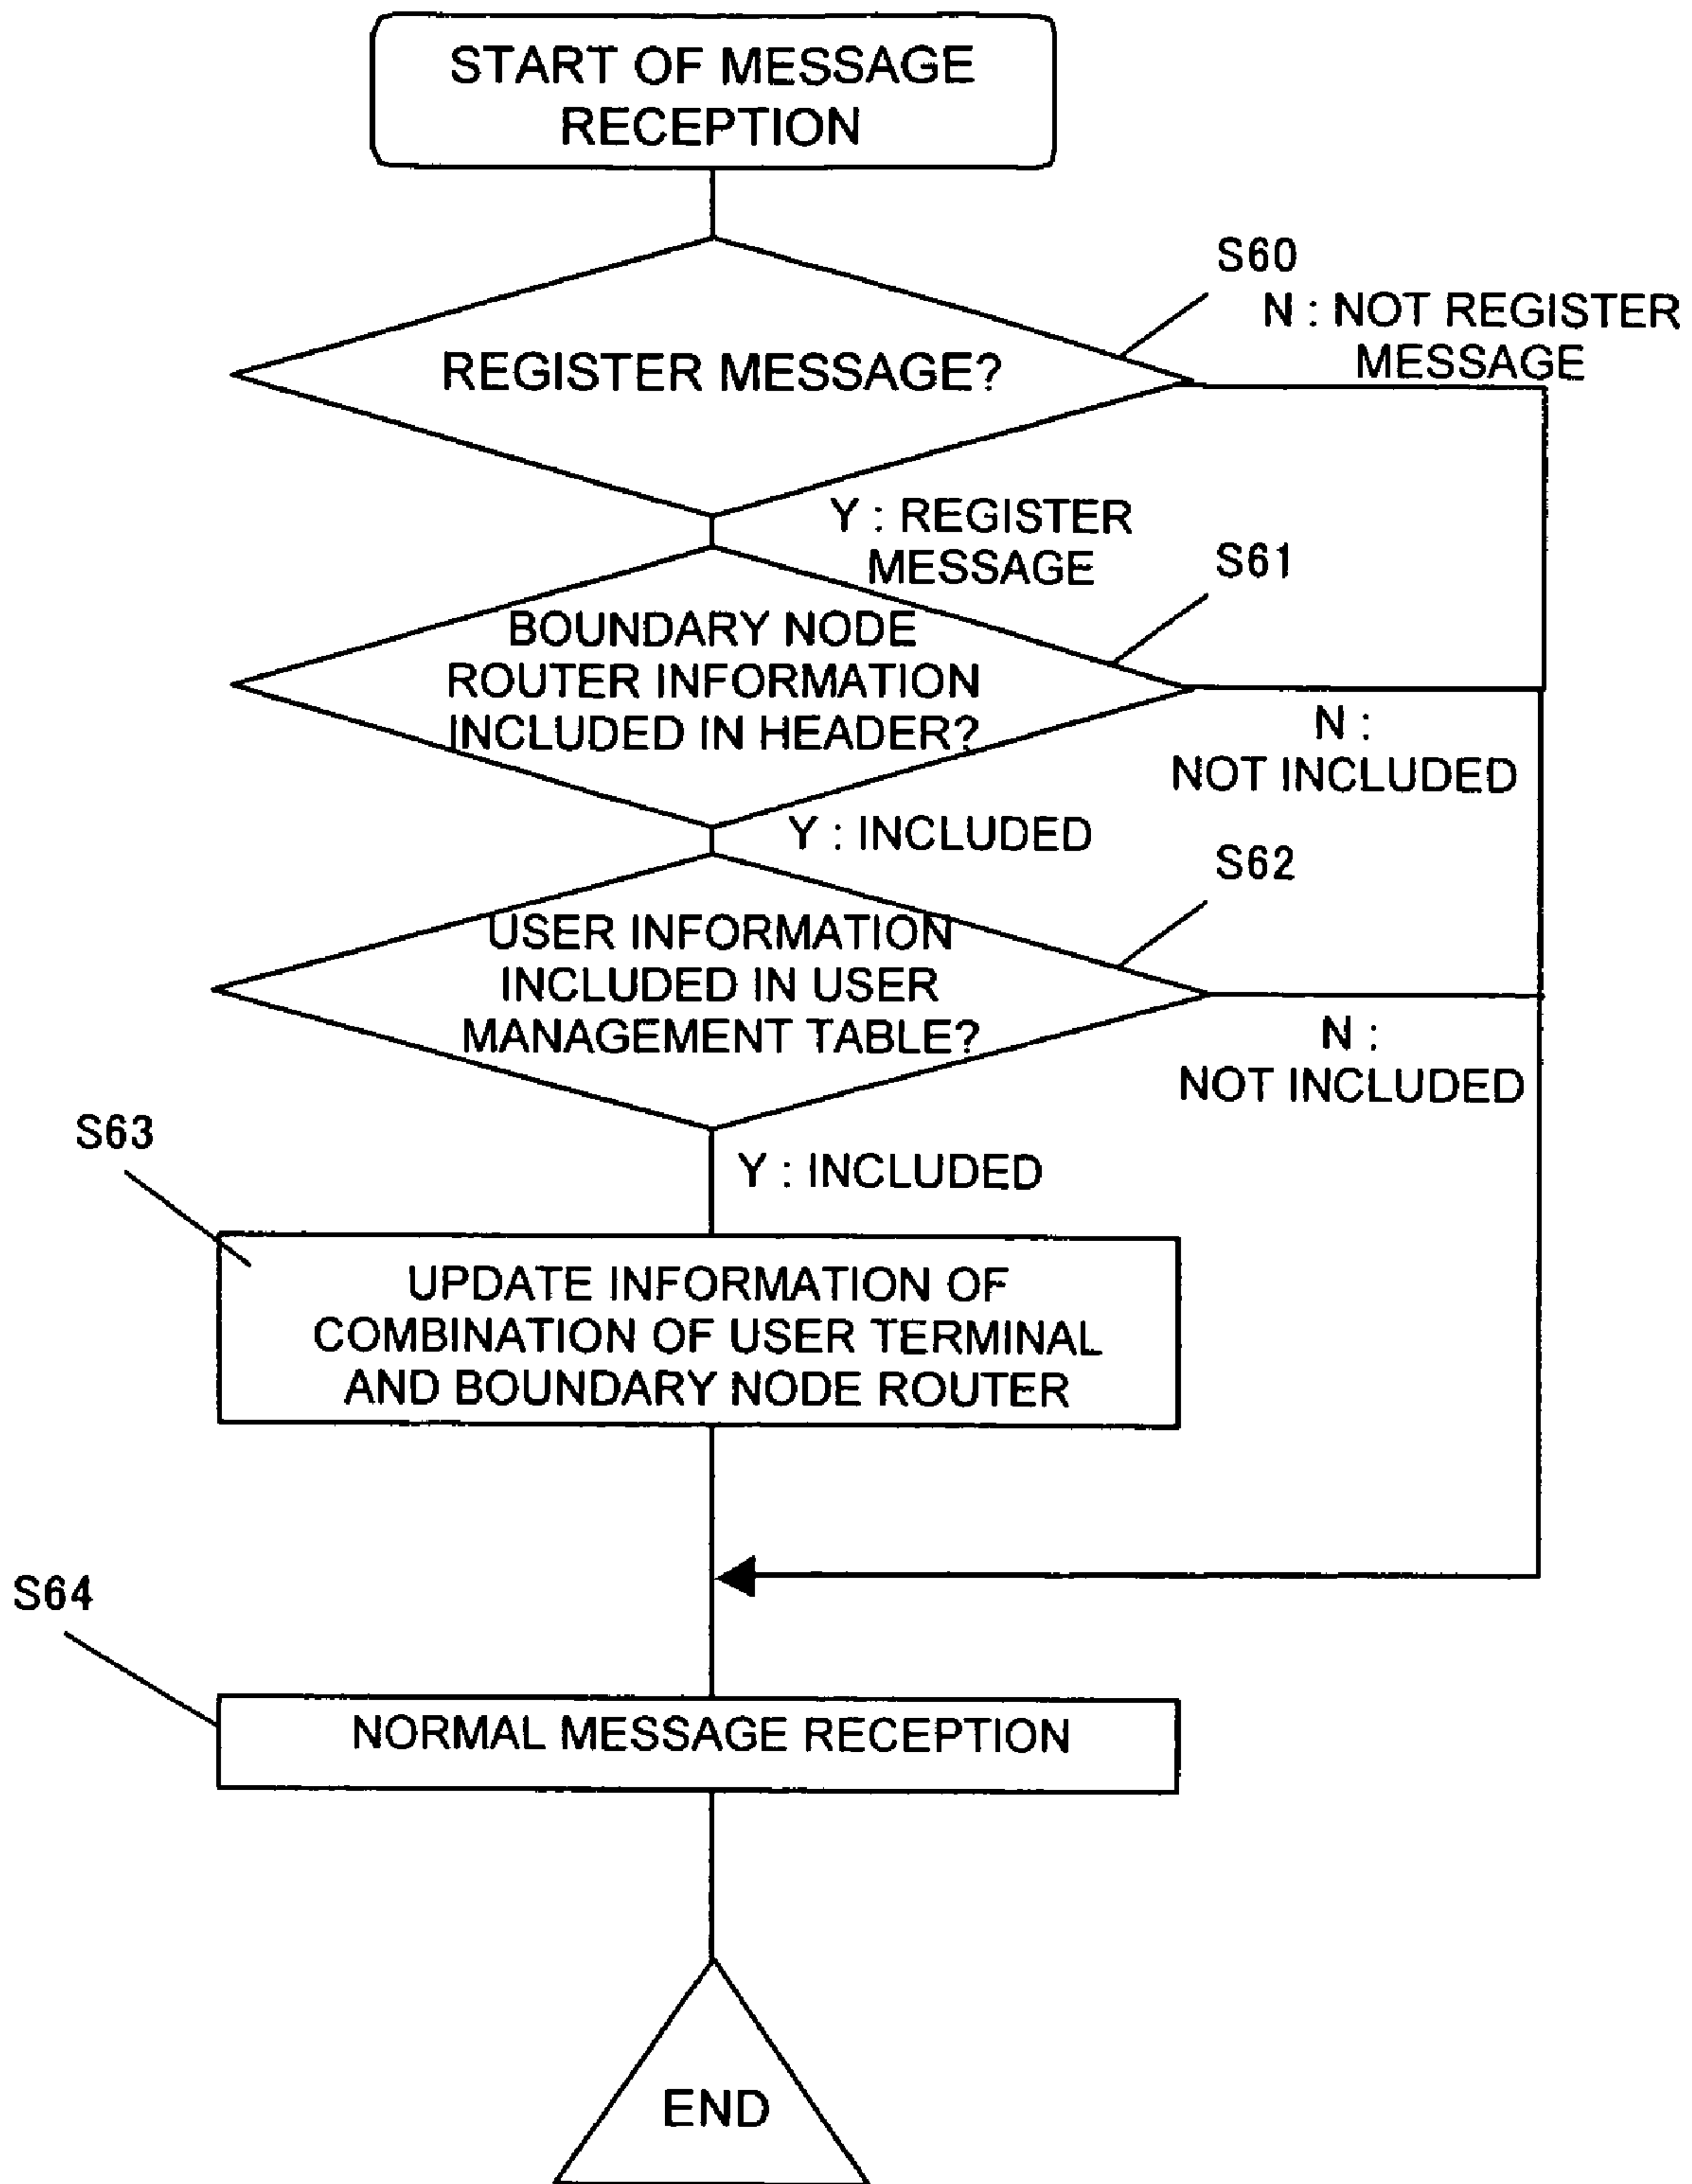 START OF MESSAGE
RECEPTION
S60
N : NOT REGISTER
MESSAGE
REGISTER MESSAGE?
Y : REGISTER
MESSAGE
S61
BOUNDARY NODE
ROUTER INFORMATION
INCLUDED IN HEADER?
N :
NOT INCLUDED
Y : INCLUDED
S62
USER INFORMATION
INCLUDED IN USER
MANAGEMENT TABLE?
N :
NOT INCLUDED
S63
Y : INCLUDED
UPDATE INFORMATION OF
COMBINATION OF USER TERMINAL
AND BOUNDARY NODE ROUTER
S64
NORMAL MESSAGE RECEPTION
END